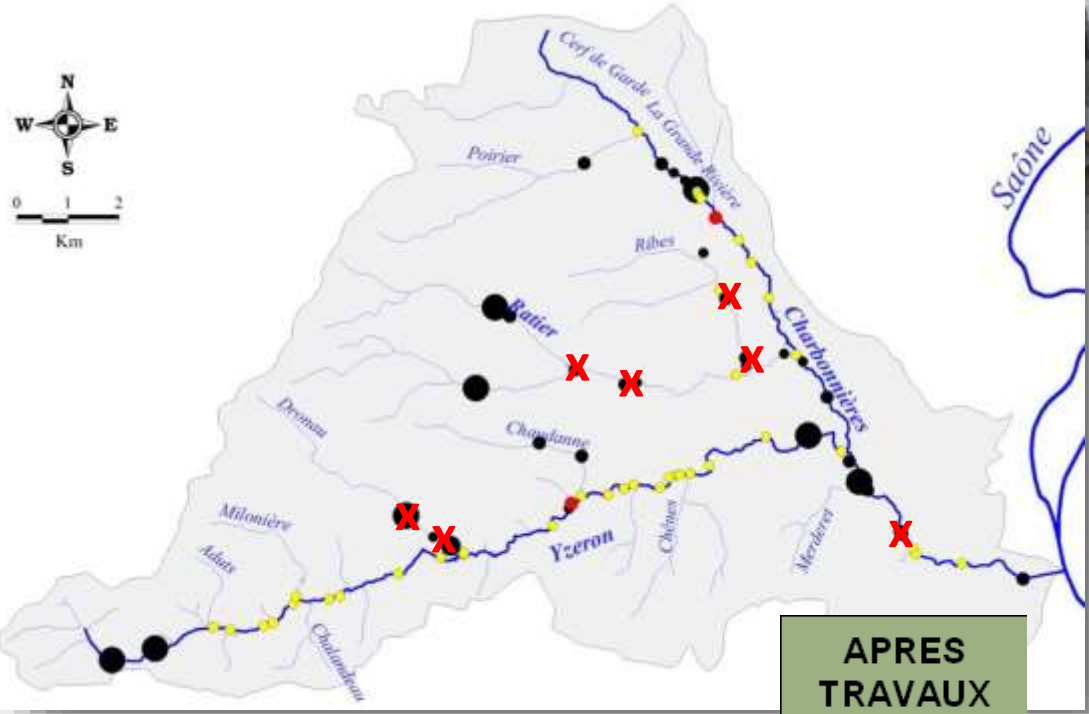 N
W E
S
0 1 2
Km
Cerf de Garde
La Grande Rivière
Poirier
Saône
Ribes
X
Ratier
Charbonnières
X
X
X
Dronau
Chaudanne
X
Milonière
X
X
Aduts
Yzeron
Chênes
Merderet
Chalandeau
APRES
TRAVAUX